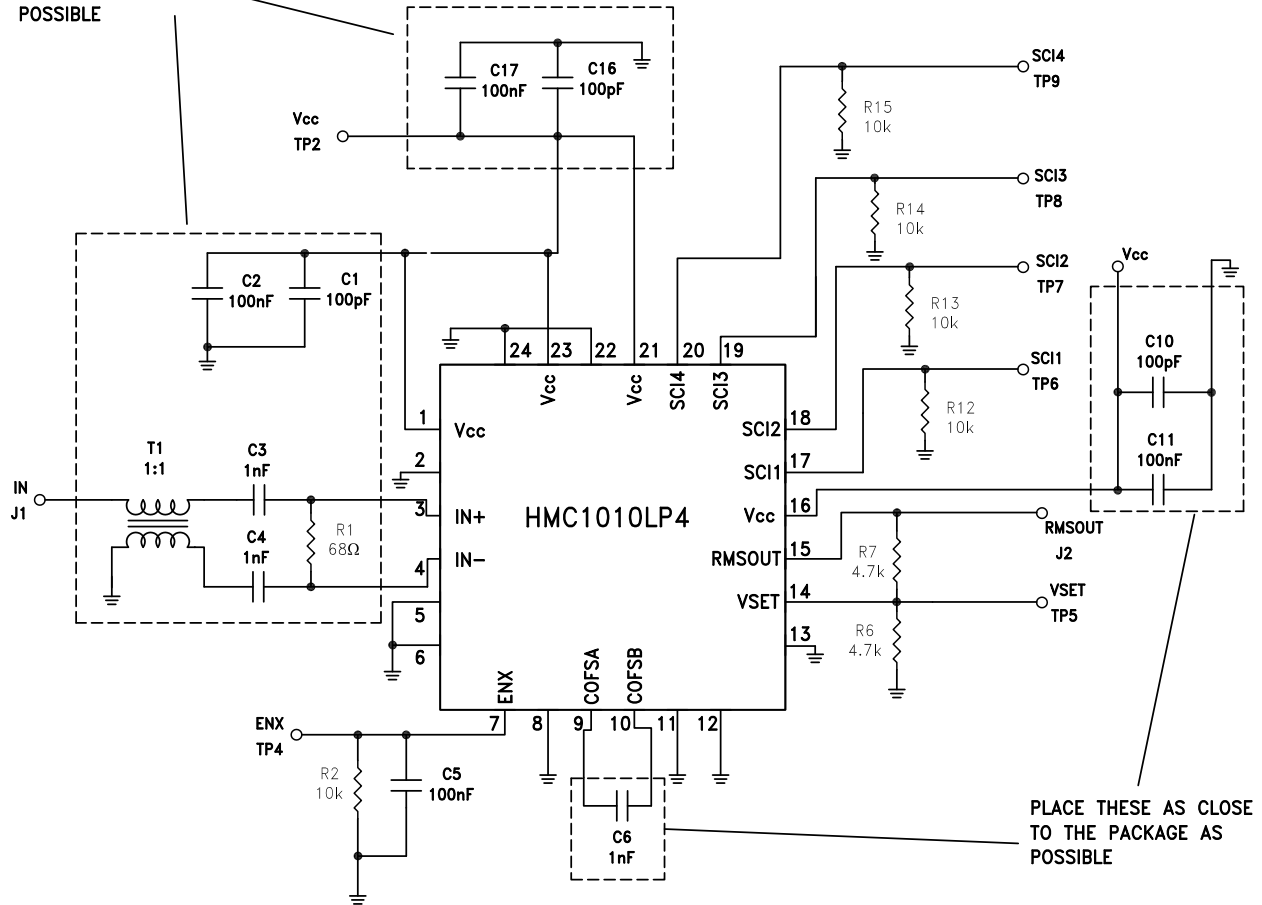 POSSIBLE
C17
100nF
C16
100pF
Vcc
TP2
SCI4
TP9
R15
10k
SCI3
TP8
R14
10k
SCI2
TP7
R13
10k
SCI1
TP6
R12
10k
Vcc
C10
100pF
C11
100nF
C2
100nF
C1
100pF
24
23
22
21
20
19
Vcc
Vcc
SCI4
SCI3
1
Vcc
2
3
IN+
4
IN-
5
6
T1
1:1
C3
1nF
C4
1nF
R1
68Ω
IN
J1
HMC1010LP4
SCI2
18
SCI1
17
Vcc
16
RMSOUT
15
VSET
14
13
RMSOUT
J2
R7
4.7k
VSET
TP5
R6
4.7k
ENX
COFSA
COFSB
7
8
9
10
11
12
ENX
TP4
R2
10k
C5
100nF
C6
1nF
PLACE THESE AS CLOSE
TO THE PACKAGE AS
POSSIBLE